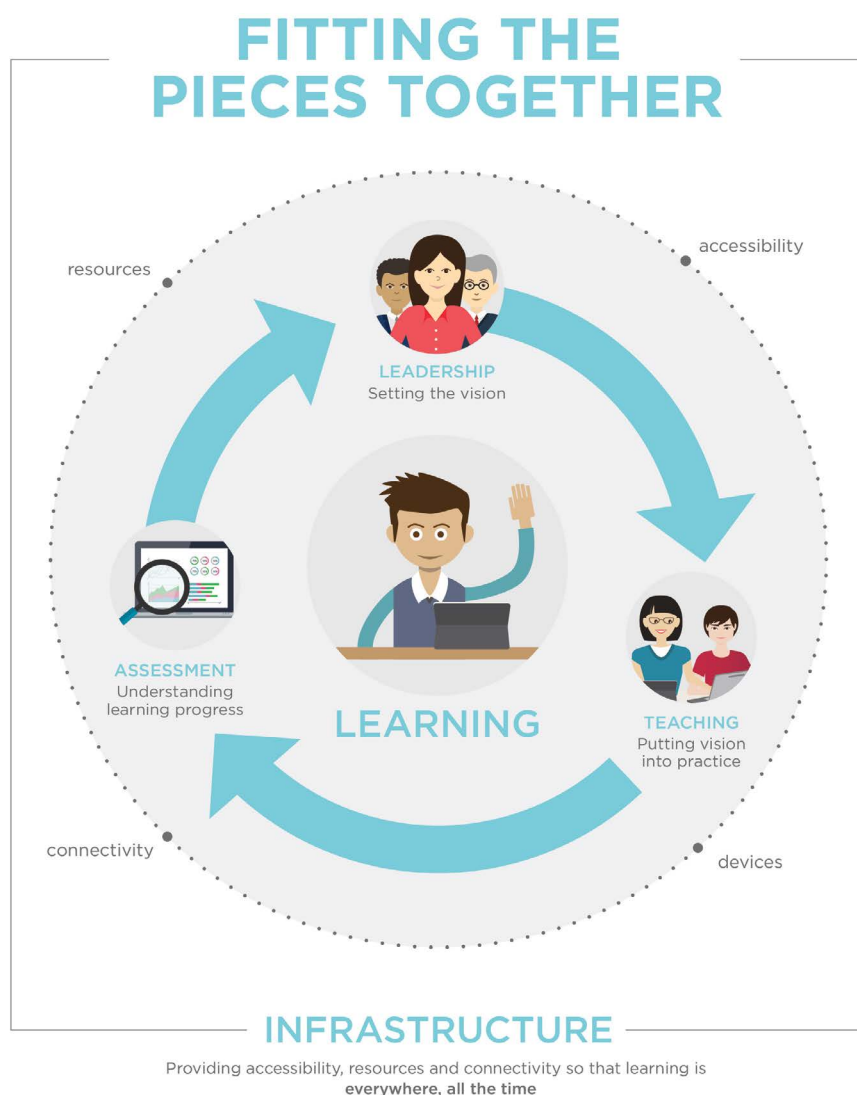 FITTING THE
PIECES TOGETHER
resources
accessibility
LEADERSHIP
Setting the vision
ASSESSMENT
Understanding
learning progress
LEARNING
TEACHING
Putting vision
into practice
connectivity
devices
INFRASTRUCTURE
Providing accessibility, resources and connectivity so that learning is
everywhere, all the time